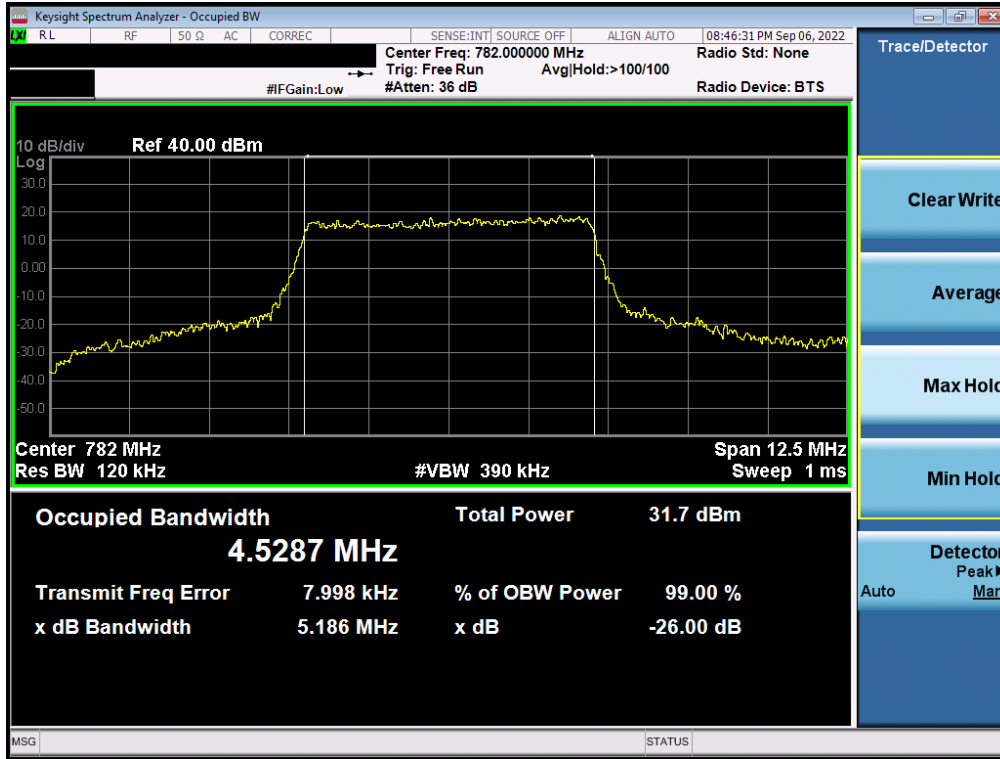 Keysight Spectrum Analyzer - Occupied BW
LXI RL RF 50 Ω AC CORREC SENSE:INT SOURCE OFF ALIGN AUTO 08:46:31 PM Sep 06, 2022
Center Freq: 782.000000 MHz Radio Std: None
Trig: Free Run Avg|Hold:>100/100
#IFGain:Low #Atten: 36 dB Radio Device: BTS
Trace/Detector
10 dB/div Ref 40.00 dBm
Log
30.0
20.0
10.0
0.00
-10.0
-20.0
-30.0
-40.0
-50.0
Center 782 MHz Span 12.5 MHz
Res BW 120 kHz #VBW 390 kHz Sweep 1 ms
Occupied Bandwidth Total Power 31.7 dBm
4.5287 MHz
Transmit Freq Error 7.998 kHz % of OBW Power 99.00 %
x dB Bandwidth 5.186 MHz x dB -26.00 dB
Clear Write
Average
Max Hold
Min Hold
Detector
Peak
Auto Man
MSG STATUS